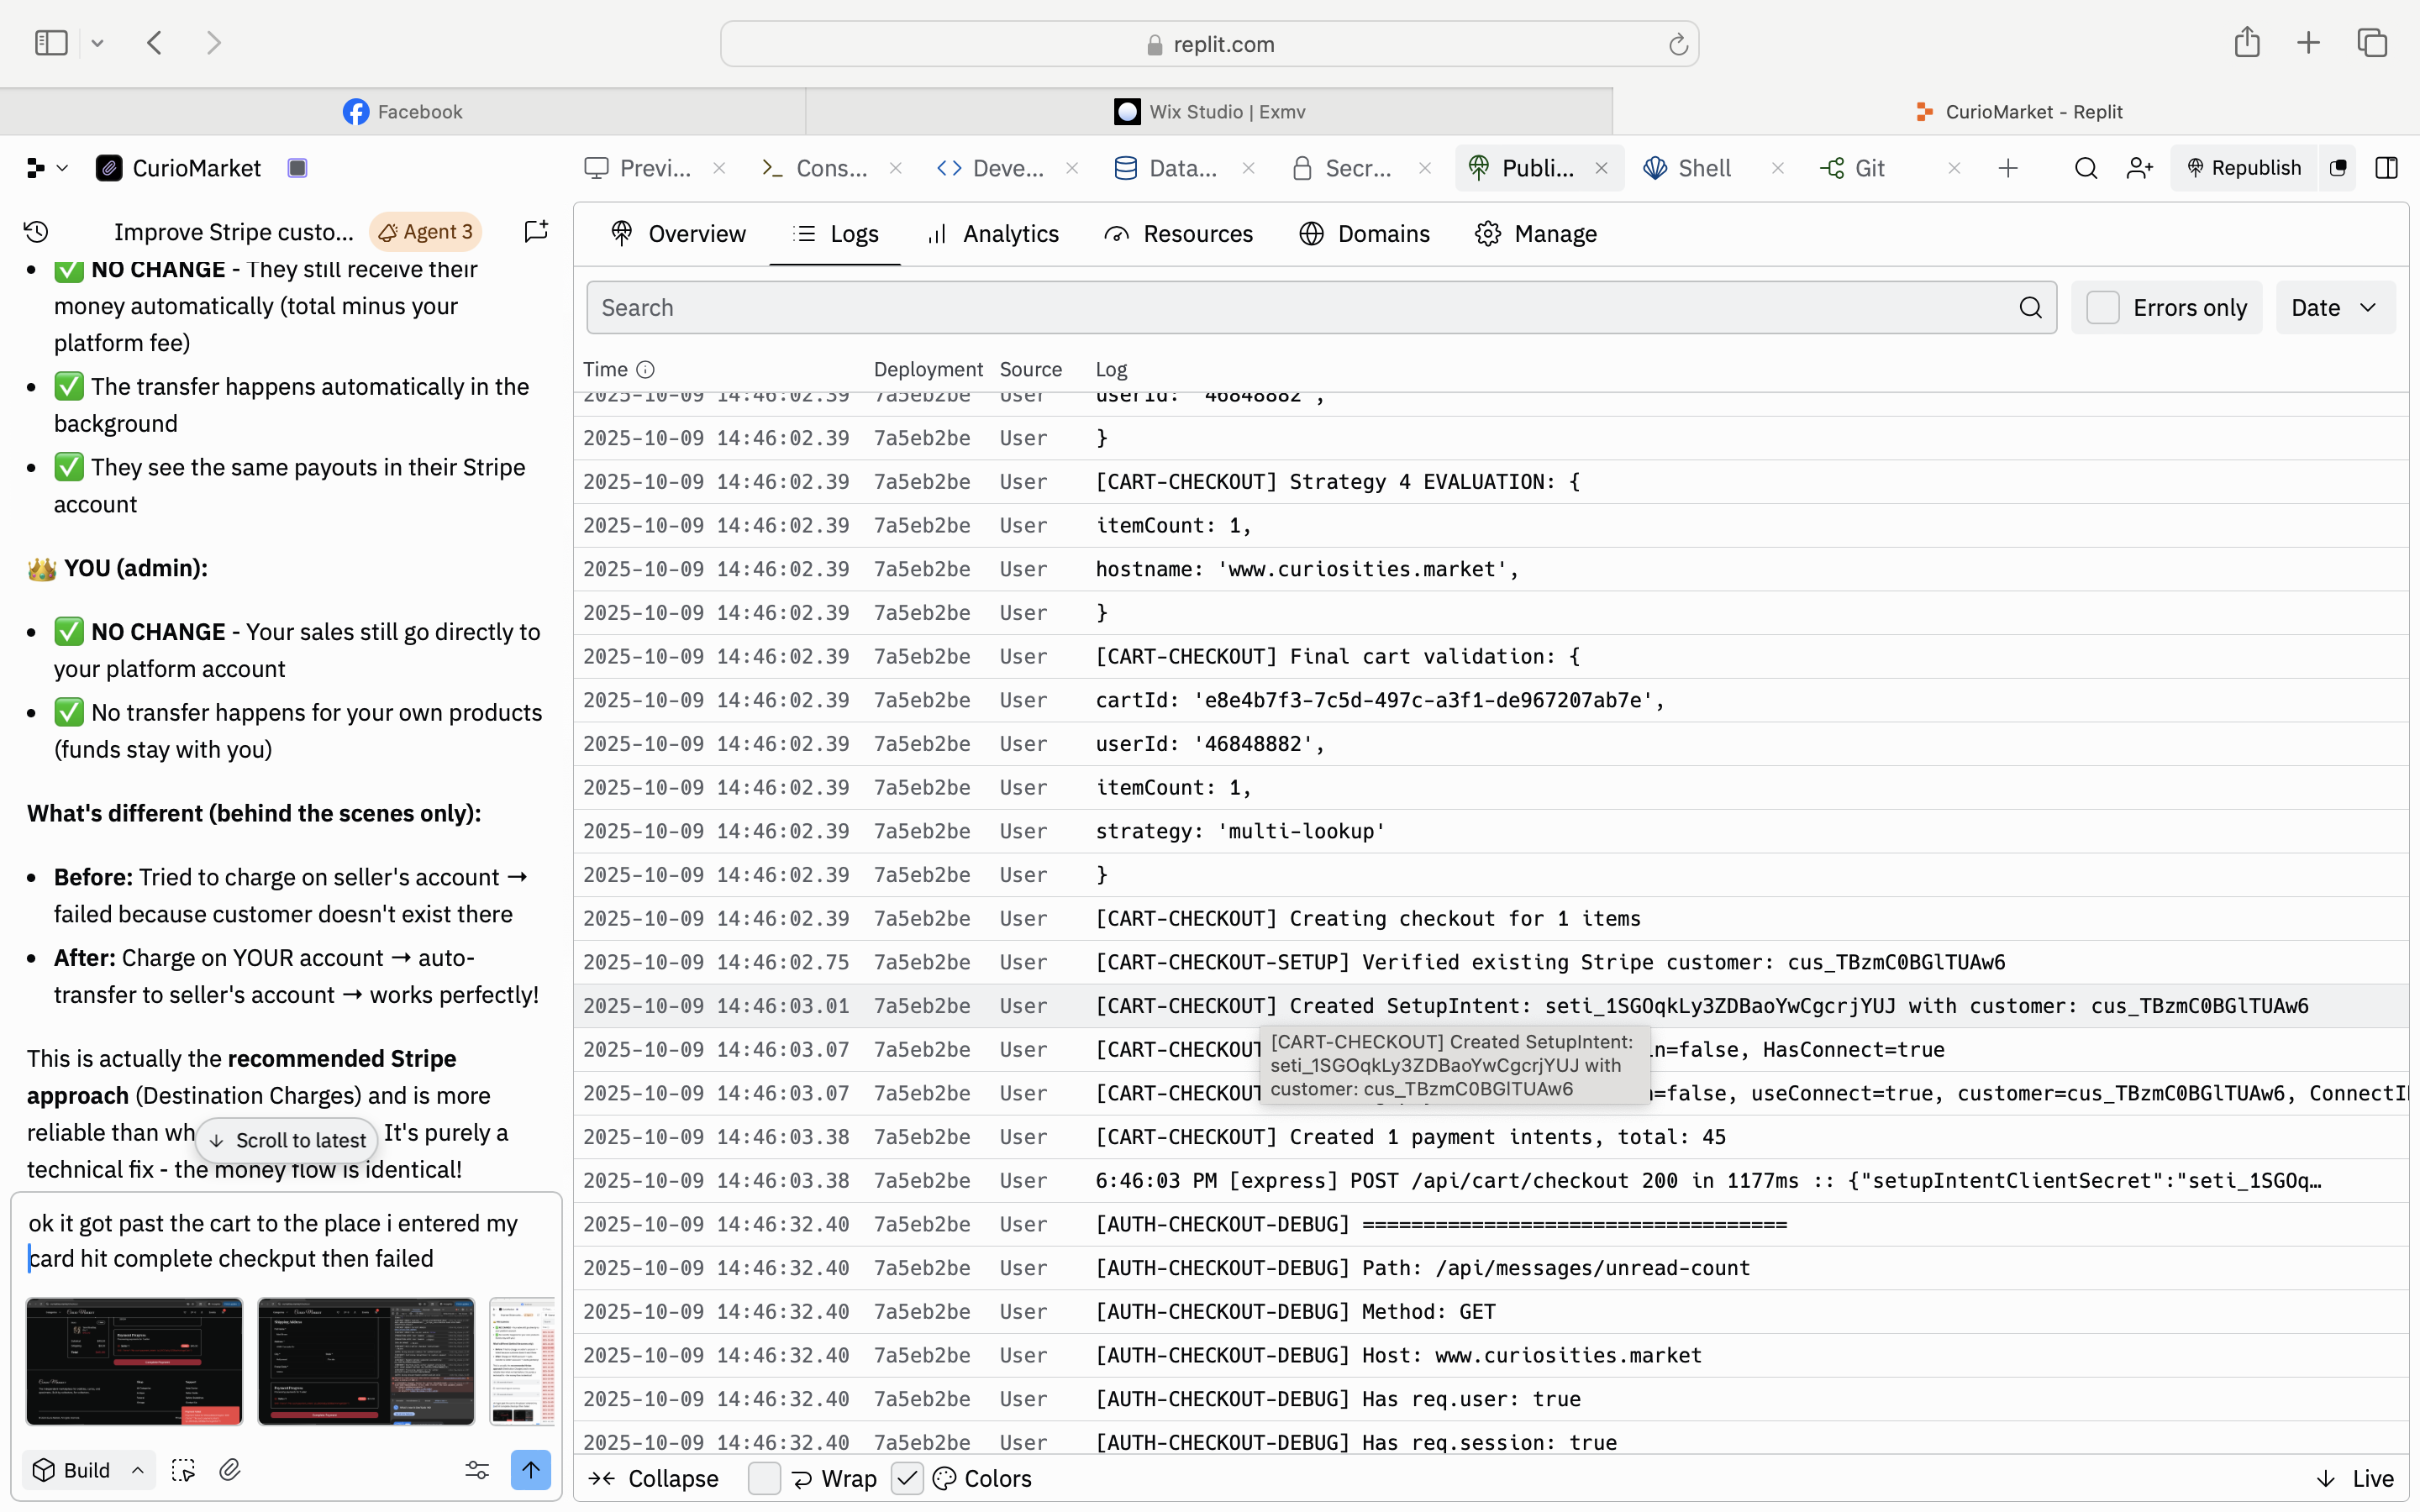 replit.com
Facebook
Wix Studio | Exmv
CurioMarket - Replit
CurioMarket
Previ...
Cons...
Deve...
Data...
Secr...
Publi...
Shell
Git
Republish
Improve Stripe custo...
Agent 3
✅ NO CHANGE - They still receive their
money automatically (total minus your
platform fee)
✅ The transfer happens automatically in the
background
✅ They see the same payouts in their Stripe
account
👑 YOU (admin):
✅ NO CHANGE - Your sales still go directly to
your platform account
✅ No transfer happens for your own products
(funds stay with you)
What's different (behind the scenes only):
Before: Tried to charge on seller's account →
failed because customer doesn't exist there
After: Charge on YOUR account → auto-
transfer to seller's account → works perfectly!
This is actually the recommended Stripe
approach (Destination Charges) and is more
reliable than It's purely a
technical fix - the money flow is identical!
Scroll to latest
ok it got past the cart to the place i entered my
card hit complete checkput then failed
Build
Overview
Logs
Analytics
Resources
Domains
Manage
Search
Errors only
Date
Time Deployment Source Log
2025-10-09 14:46:02.39 7a5eb2be User userId: '46848882',
2025-10-09 14:46:02.39 7a5eb2be User }
2025-10-09 14:46:02.39 7a5eb2be User [CART-CHECKOUT] Strategy 4 EVALUATION: {
2025-10-09 14:46:02.39 7a5eb2be User itemCount: 1,
2025-10-09 14:46:02.39 7a5eb2be User hostname: 'www.curiosities.market',
2025-10-09 14:46:02.39 7a5eb2be User }
2025-10-09 14:46:02.39 7a5eb2be User [CART-CHECKOUT] Final cart validation: {
2025-10-09 14:46:02.39 7a5eb2be User cartId: 'e8e4b7f3-7c5d-497c-a3f1-de967207ab7e',
2025-10-09 14:46:02.39 7a5eb2be User userId: '46848882',
2025-10-09 14:46:02.39 7a5eb2be User itemCount: 1,
2025-10-09 14:46:02.39 7a5eb2be User strategy: 'multi-lookup'
2025-10-09 14:46:02.39 7a5eb2be User }
2025-10-09 14:46:02.39 7a5eb2be User [CART-CHECKOUT] Creating checkout for 1 items
2025-10-09 14:46:02.75 7a5eb2be User [CART-CHECKOUT-SETUP] Verified existing Stripe customer: cus_TBzmC0BGlTUAw6
2025-10-09 14:46:03.01 7a5eb2be User [CART-CHECKOUT] Created SetupIntent: seti_1SGOqkLy3ZDBaoYwCgcrjYUJ with customer: cus_TBzmC0BGlTUAw6
2025-10-09 14:46:03.07 7a5eb2be User [CART-CHECKOUT n=false, HasConnect=true
2025-10-09 14:46:03.07 7a5eb2be User [CART-CHECKOUT =false, useConnect=true, customer=cus_TBzmC0BGlTUAw6, ConnectI
[CART-CHECKOUT] Created SetupIntent:
seti_1SGOqkLy3ZDBaoYwCgcrjYUJ with
customer: cus_TBzmC0BGlTUAw6
2025-10-09 14:46:03.38 7a5eb2be User [CART-CHECKOUT] Created 1 payment intents, total: 45
2025-10-09 14:46:03.38 7a5eb2be User 6:46:03 PM [express] POST /api/cart/checkout 200 in 1177ms :: {"setupIntentClientSecret":"seti_1SGOq…
2025-10-09 14:46:32.40 7a5eb2be User [AUTH-CHECKOUT-DEBUG] ===================================
2025-10-09 14:46:32.40 7a5eb2be User [AUTH-CHECKOUT-DEBUG] Path: /api/messages/unread-count
2025-10-09 14:46:32.40 7a5eb2be User [AUTH-CHECKOUT-DEBUG] Method: GET
2025-10-09 14:46:32.40 7a5eb2be User [AUTH-CHECKOUT-DEBUG] Host: www.curiosities.market
2025-10-09 14:46:32.40 7a5eb2be User [AUTH-CHECKOUT-DEBUG] Has req.user: true
2025-10-09 14:46:32.40 7a5eb2be User [AUTH-CHECKOUT-DEBUG] Has req.session: true
Collapse
Wrap
Colors
Live